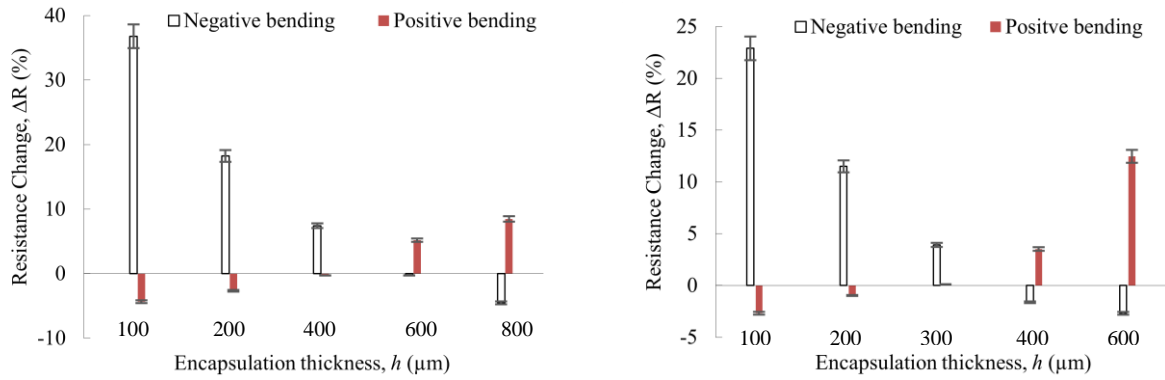 Negative bending
Positive bending
Resistance Change, ΔR (%)
40
30
20
10
0
-10
100
200
400
600
800
Encapsulation thickness, h (µm)
Negative bending
Positve bending
Resistance Change, ΔR (%)
25
20
15
10
5
0
-5
100
200
300
400
600
Encapsulation thickness, h (µm)